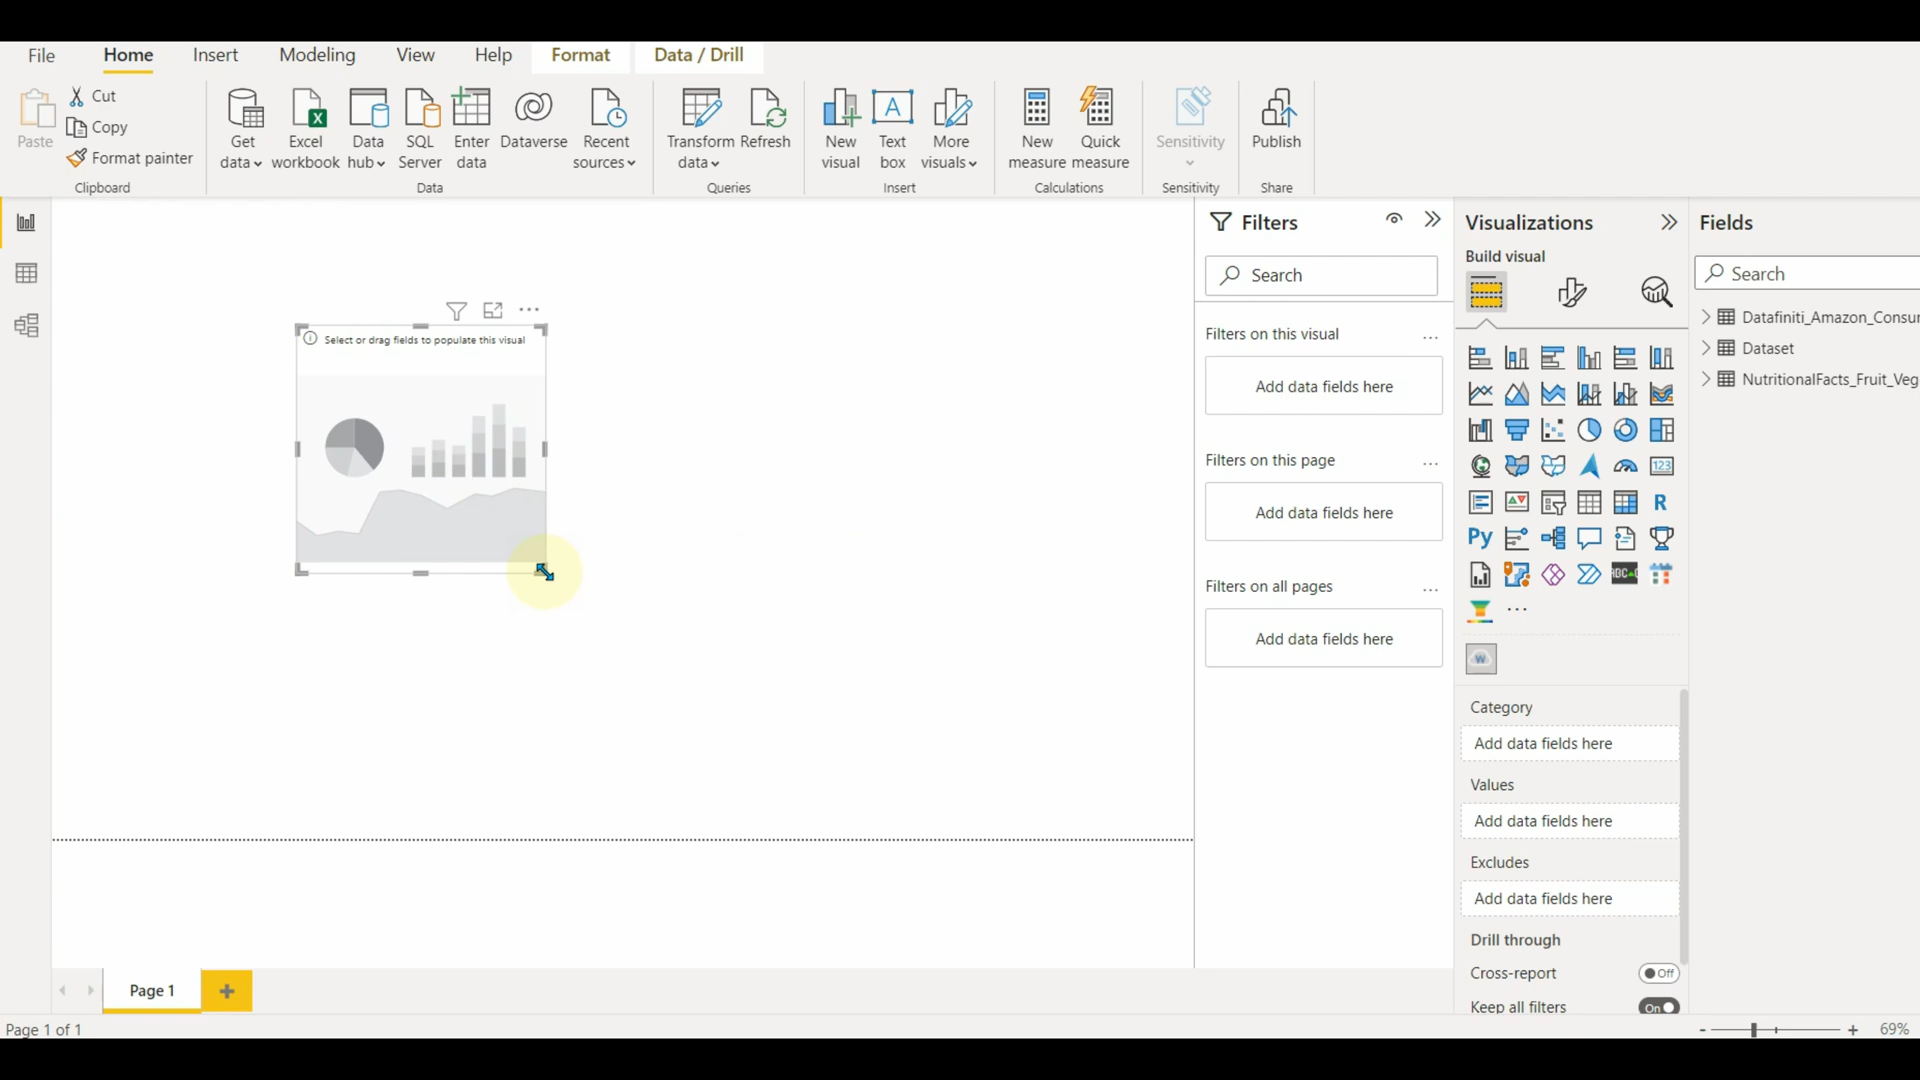 File Home Insert Modeling View Help Format Data / Drill
Paste
Cut
Copy
Format painter
Clipboard
Get data
Excel workbook
Data hub
SQL Server
Enter data
Dataverse
Recent sources
Data
Transform data
Refresh
Queries
New visual
Text box
More visuals
Insert
New measure
Quick measure
Calculations
Sensitivity
Sensitivity
Publish
Share
Select or drag fields to populate this visual
Filters
Search
Filters on this visual ...
Add data fields here
Filters on this page ...
Add data fields here
Filters on all pages ...
Add data fields here
Visualizations
Build visual
123
R
Py
ABC
W
Category
Add data fields here
Values
Add data fields here
Excludes
Add data fields here
Drill through
Cross-report Off
Keep all filters On
Fields
Search
Datafiniti_Amazon_Consur
Dataset
NutritionalFacts_Fruit_Veg
Page 1
Page 1 of 1
- + 69%